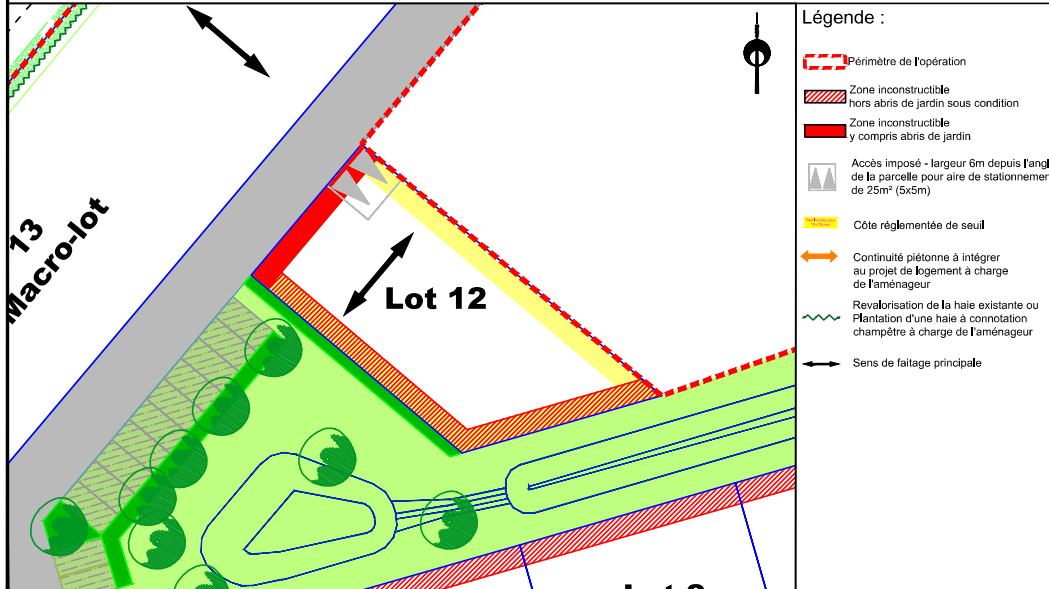 Légende :
Périmètre de l'opération
Zone inconstructible
hors abris de jardin sous condition
Zone inconstructible
y compris abris de jardin
Accès imposé - largeur 6m depuis l'angl
de la parcelle pour aire de stationnemen
de 25m² (5x5m)
Côte réglementée de seuil
Continuité piétonne à intégrer
au projet de logement à charge
de l'aménageur
Revalorisation de la haie existante ou
Plantation d'une haie à connotation
champêtre à charge de l'aménageur
Sens de faitage principale
13
Macro-lot
Lot 12